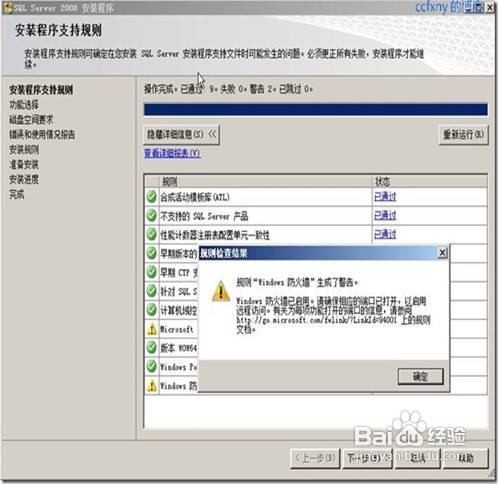 SQL Server 2008 安装程序
ccfxny 的博客
安装程序支持规则
安装程序支持规则可确定在您安装 SQL Server 安装程序支持文件时可能发生的问题。必须更正所有失败，安装程序才能继
续。
安装程序支持规则
功能选择
磁盘空间要求
错误和使用情况报告
安装规则
准备安装
安装进度
完成
操作完成。已通过: 9。失败 0。警告 2。已跳过 0。
隐藏详细信息(S) <<
重新运行(R)
查看详细报表(V)
规则
状态
合成活动模板库(ATL)
已通过
不支持的 SQL Server 产品
已通过
性能计数器注册表配置单元一致性
已通过
早期版本的
早期 CTP 安
针对 SQL S
计算机域控
Microsoft
版本 WOW64
Windows Po
Windows 防
规则检查结果
规则“Windows 防火墙”生成了警告。
Windows 防火墙已启用。请确保相应的端口已打开，以启用
远程访问。有关为每项功能打开的端口的信息，请参阅
http://go.microsoft.com/fwlink/?LinkId=94001 上的规则
文档。
确定
< 上一步(B)
下一步(N) >
取消
帮助
Baidu 经验
jingyan.baidu.com